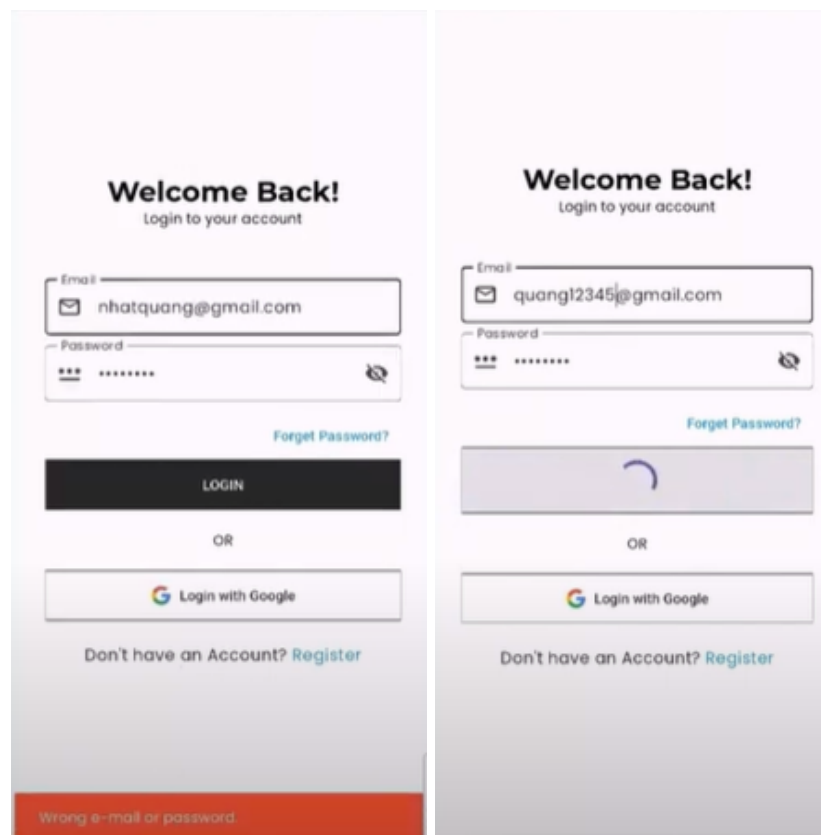 Welcome Back!
Login to your account
Email
nhatquang@gmail.com
Password
••••••••
Forget Password?
LOGIN
OR
Login with Google
Don't have an Account? Register
Wrong e-mail or password.
Welcome Back!
Login to your account
Email
quang12345@gmail.com
Password
••••••••
Forget Password?
OR
Login with Google
Don't have an Account? Register